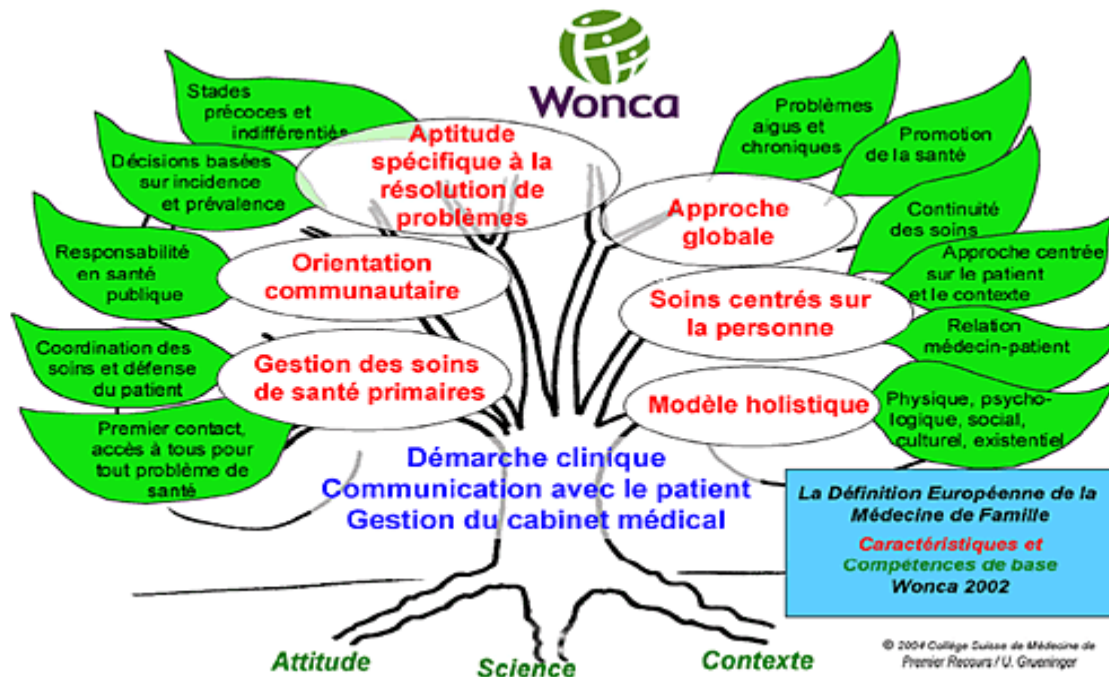 Wonca
Stades
précoces et
indifférentiés
Décisions basées
sur incidence
et prévalence
Responsabilité
en santé
publique
Coordination des
soins et défense
du patient
Premier contact,
accès à tous pour
tout problème de
santé
Aptitude
spécifique à la
résolution de
problèmes
Orientation
communautaire
Gestion des soins
de santé primaires
Approche
globale
Soins centrés sur
la personne
Modèle holistique
Problèmes
aigus et
chroniques
Promotion
de la santé
Continuité
des soins
Approche centrée
sur le patient
et le contexte
Relation
médecin-patient
Physique, psycho-
logique, social,
culturel, existentiel
Démarche clinique
Communication avec le patient
Gestion du cabinet médical
La Définition Européenne de la
Médecine de Famille
Caractéristiques et
Compétences de base
Wonca 2002
Attitude
Science
Contexte
© 2004 Collège Suisse de Médecine de
Premier Recours / U. Grueninger